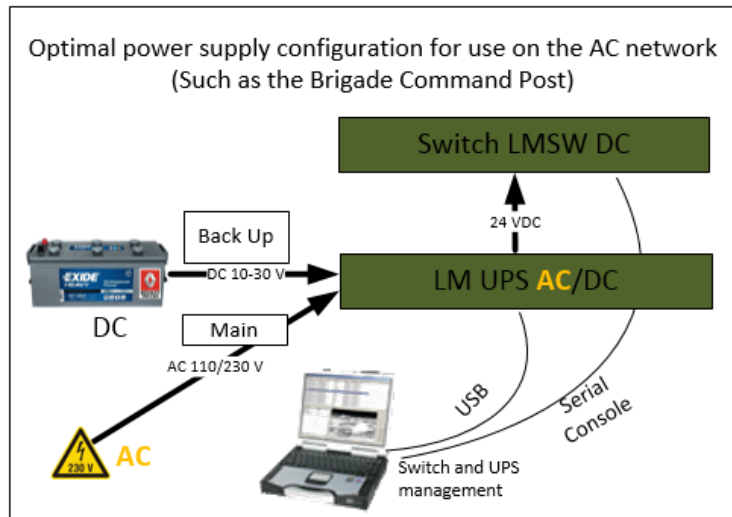 Optimal power supply configuration for use on the AC network
(Such as the Brigade Command Post)
Switch LMSW DC
24 VDC
Back Up
DC 10-30 V
LM UPS AC/DC
EXIDE
HEAVY
DC
Main
AC 110/230 V
230 V
AC
USB
Serial
Console
Switch and UPS
management